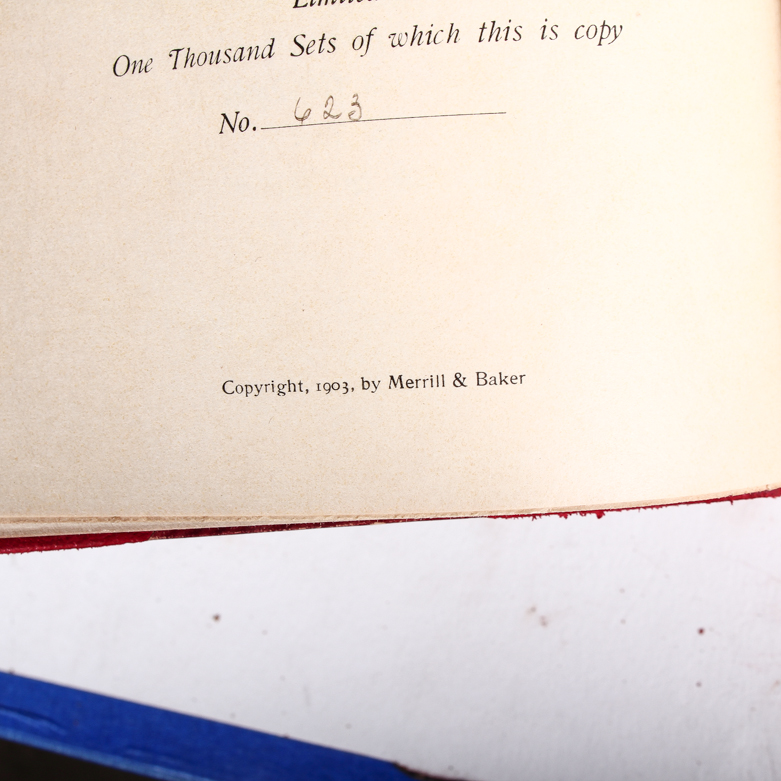 One Thousand Sets of which this is copy
No. 623
Copyright, 1903, by Merrill & Baker